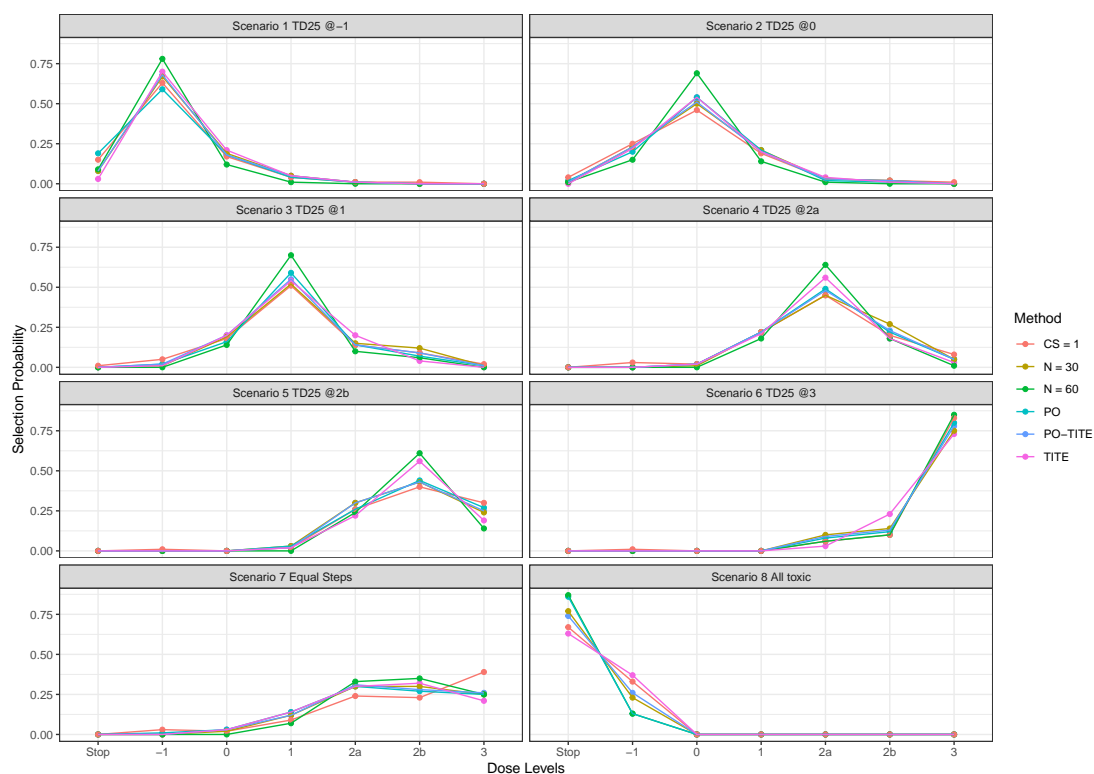 Scenario 1 TD25 @−1
Scenario 2 TD25 @0
0.75
0.50
0.25
0.00
Scenario 3 TD25 @1
Scenario 4 TD25 @2a
0.75
0.50
0.25
0.00
Scenario 5 TD25 @2b
Scenario 6 TD25 @3
0.75
0.50
0.25
0.00
Scenario 7 Equal Steps
Scenario 8 All toxic
0.75
0.50
0.25
0.00
Stop −1 0 1 2a 2b 3
Stop −1 0 1 2a 2b 3
Dose Levels
Selection Probability
Method
CS = 1
N = 30
N = 60
PO
PO−TITE
TITE